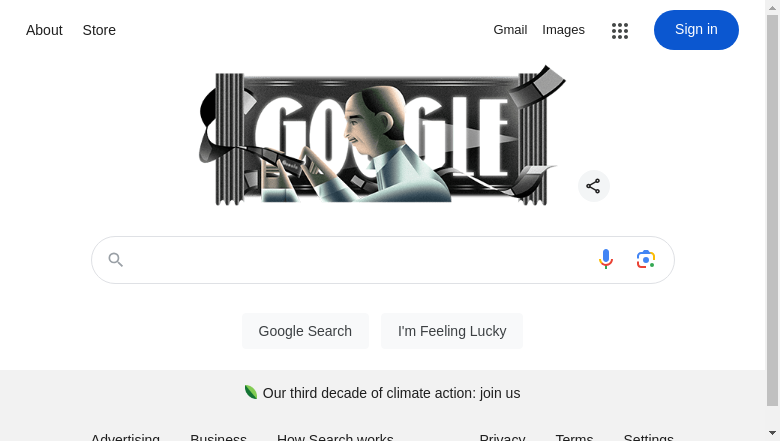 About
Store
Gmail
Images
Sign in
GOOGLE
Google Search
I'm Feeling Lucky
Our third decade of climate action: join us
Advertising
Business
How Search works
Privacy
Terms
Settings